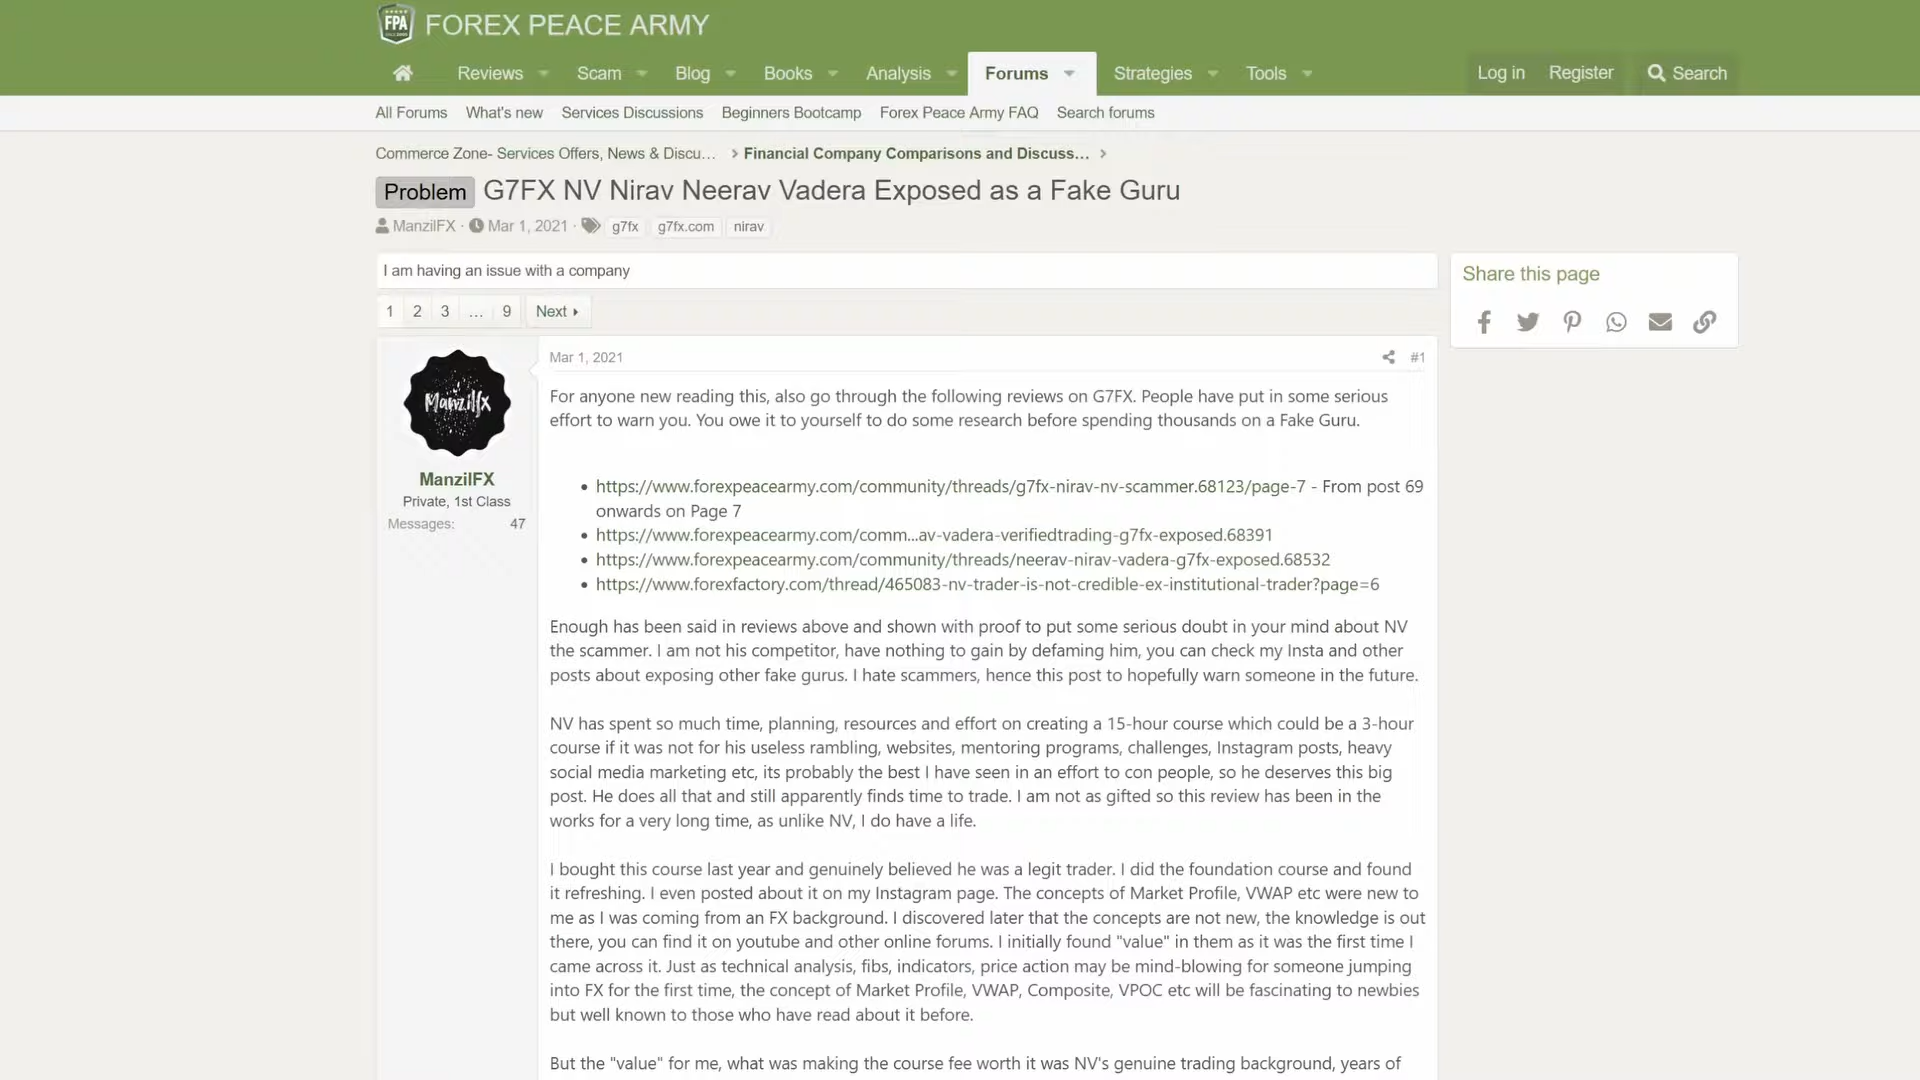 FPA
FOREX PEACE ARMY
Reviews Scam Blog Books Analysis Forums Strategies Tools Log in Register Search
All Forums What's new Services Discussions Beginners Bootcamp Forex Peace Army FAQ Search forums
Commerce Zone- Services Offers, News & Discu... Financial Company Comparisons and Discuss...
Problem G7FX NV Nirav Neerav Vadera Exposed as a Fake Guru
ManzilFX · Mar 1, 2021 · g7fx g7fx.com nirav
I am having an issue with a company
Share this page
1 2 3 ... 9 Next
Mar 1, 2021 #1
Manzilfx
ManzilFX
Private, 1st Class
Messages: 47
For anyone new reading this, also go through the following reviews on G7FX. People have put in some serious
effort to warn you. You owe it to yourself to do some research before spending thousands on a Fake Guru.
• https://www.forexpeacearmy.com/community/threads/g7fx-nirav-nv-scammer.68123/page-7 - From post 69
onwards on Page 7
• https://www.forexpeacearmy.com/comm...av-vadera-verifiedtrading-g7fx-exposed.68391
• https://www.forexpeacearmy.com/community/threads/neerav-nirav-vadera-g7fx-exposed.68532
• https://www.forexfactory.com/thread/465083-nv-trader-is-not-credible-ex-institutional-trader?page=6
Enough has been said in reviews above and shown with proof to put some serious doubt in your mind about NV
the scammer. I am not his competitor, have nothing to gain by defaming him, you can check my Insta and other
posts about exposing other fake gurus. I hate scammers, hence this post to hopefully warn someone in the future.
NV has spent so much time, planning, resources and effort on creating a 15-hour course which could be a 3-hour
course if it was not for his useless rambling, websites, mentoring programs, challenges, Instagram posts, heavy
social media marketing etc, its probably the best I have seen in an effort to con people, so he deserves this big
post. He does all that and still apparently finds time to trade. I am not as gifted so this review has been in the
works for a very long time, as unlike NV, I do have a life.
I bought this course last year and genuinely believed he was a legit trader. I did the foundation course and found
it refreshing. I even posted about it on my Instagram page. The concepts of Market Profile, VWAP etc were new to
me as I was coming from an FX background. I discovered later that the concepts are not new, the knowledge is out
there, you can find it on youtube and other online forums. I initially found "value" in them as it was the first time I
came across it. Just as technical analysis, fibs, indicators, price action may be mind-blowing for someone jumping
into FX for the first time, the concept of Market Profile, VWAP, Composite, VPOC etc will be fascinating to newbies
but well known to those who have read about it before.
But the "value" for me, what was making the course fee worth it was NV's genuine trading background, years of